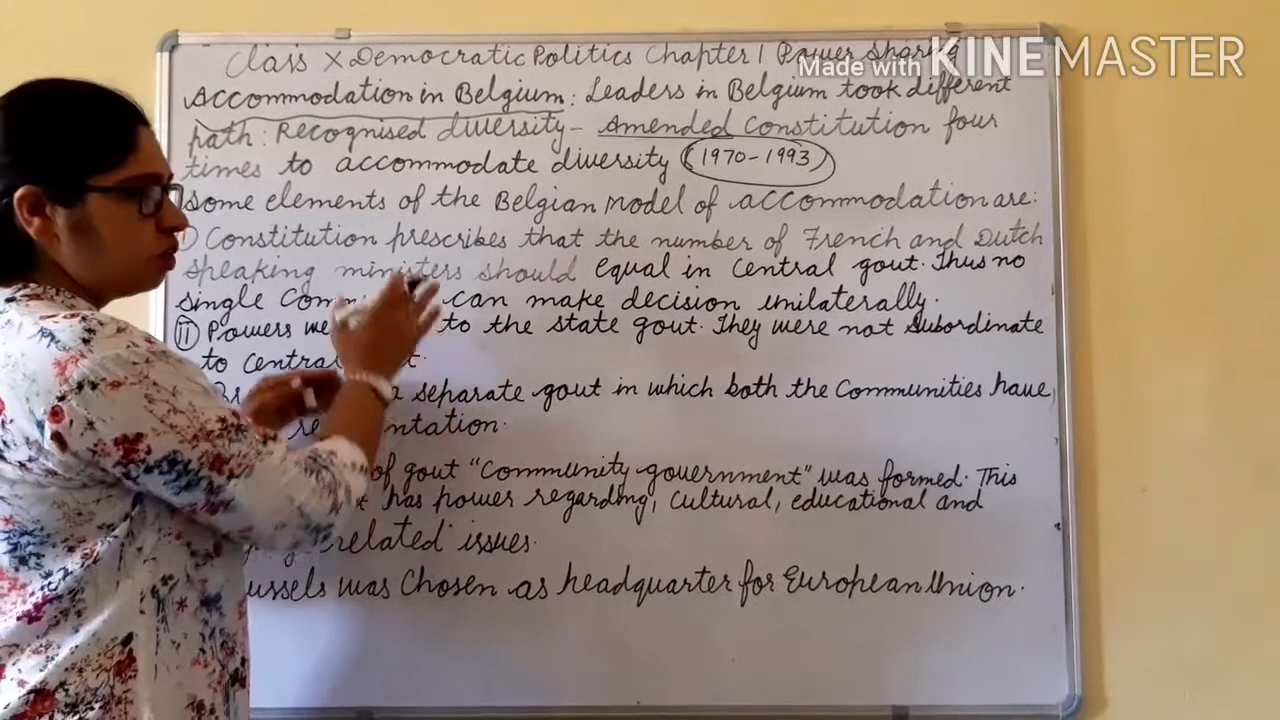 Class X Democratic Politics Chapter 1 Power sharing
Made with KINEMASTER
Accommodation in Belgium: Leaders in Belgium took different
path: Recognised diversity - Amended Constitution four
times to accommodate diversity (1970-1993)
Some elements of the Belgian Model of accommodation are:
Constitution prescribes that the number of French and Dutch
speaking ministers should equal in central govt. Thus no
single can make decision unilaterally.
(ii) Powers to the state govt. They were not subordinate
to central
a separate govt in which both the Communities have
of govt "Community government" was formed. This
has power regarding, cultural, educational and
related issues.
was chosen as headquarter for European Union.